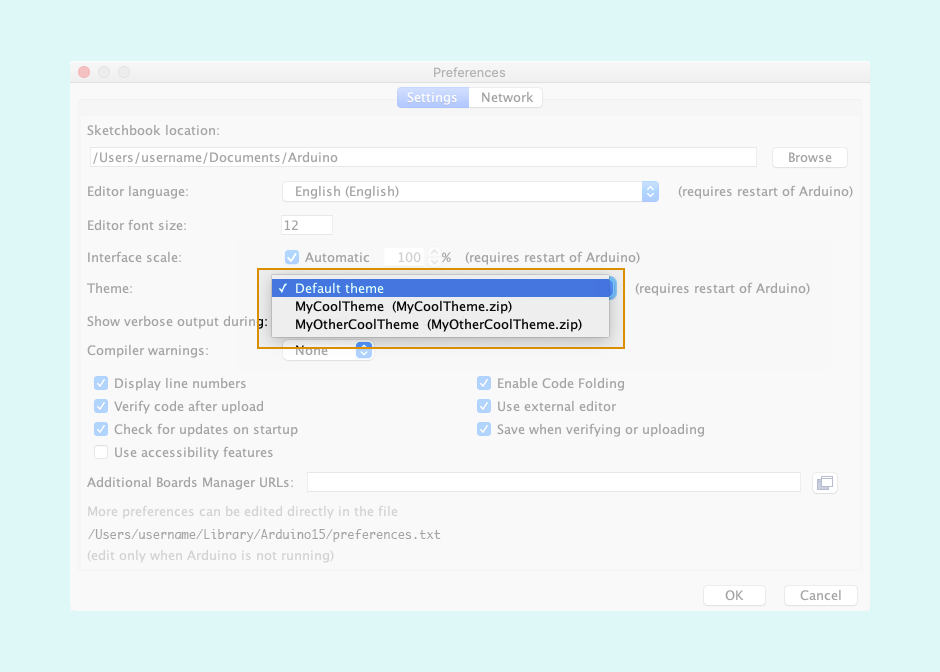 Preferences
Settings Network
Sketchbook location:
/Users/username/Documents/Arduino Browse
Editor language: English (English) (requires restart of Arduino)
Editor font size: 12
Interface scale: Automatic 100 % (requires restart of Arduino)
Theme: ✓ Default theme (requires restart of Arduino)
MyCoolTheme (MyCoolTheme.zip)
Show verbose output during: MyOtherCoolTheme (MyOtherCoolTheme.zip)
Compiler warnings: None
Display line numbers Enable Code Folding
Verify code after upload Use external editor
Check for updates on startup Save when verifying or uploading
Use accessibility features
Additional Boards Manager URLs:
More preferences can be edited directly in the file
/Users/username/Library/Arduino15/preferences.txt
(edit only when Arduino is not running)
OK Cancel